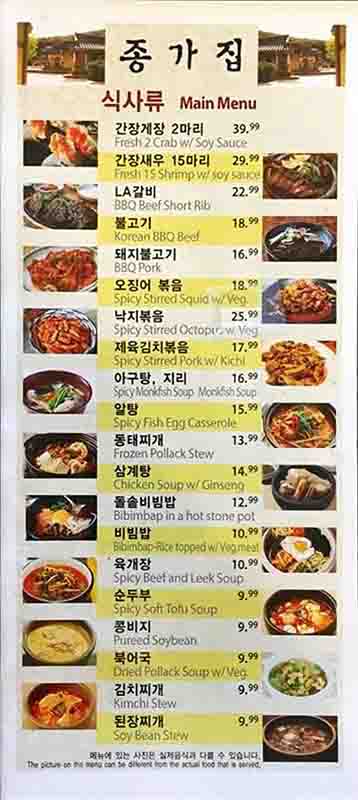 종가집
식사류 Main Menu
간장게장 2마리 39.99
Fresh 2 Crab w/ Soy Sauce
간장새우 15마리 29.99
Fresh 15 Shrimp w/ soy sauce
LA갈비 22.99
BBQ Beef Short Rib
불고기 18.99
Korean BBQ Beef
돼지불고기 16.99
BBQ Pork
오징어 볶음 18.99
Spicy Stirred Squid w/ Veg.
낙지볶음 25.99
Spicy Stirred Octopus w/ Veg
제육김치볶음 17.99
Spicy Stirred Pork w/ Kichi
아구탕, 지리 16.99
Spicy Monkfish Soup Monkfish Soup
알탕 15.99
Spicy Fish Egg Casserole
동태찌개 13.99
Frozen Pollack Stew
삼계탕 14.99
Chicken Soup w/ Ginseng
돌솥비빔밥 12.99
Bibimbap in a hot stone pot
비빔밥 10.99
Bibimbap-Rice topped w/ Veg,meat
육개장 10.99
Spicy Beef and Leek Soup
순두부 9.99
Spicy Soft Tofu Soup
콩비지 9.99
Pureed Soybean
북어국 9.99
Dried Pollack Soup w/ Veg.
김치찌개 9.99
Kimchi Stew
된장찌개 9.99
Soy Bean Stew
메뉴에 있는 사진은 실제음식과 다를 수 있습니다.
The picture on the menu can be different from the actual food that is served.